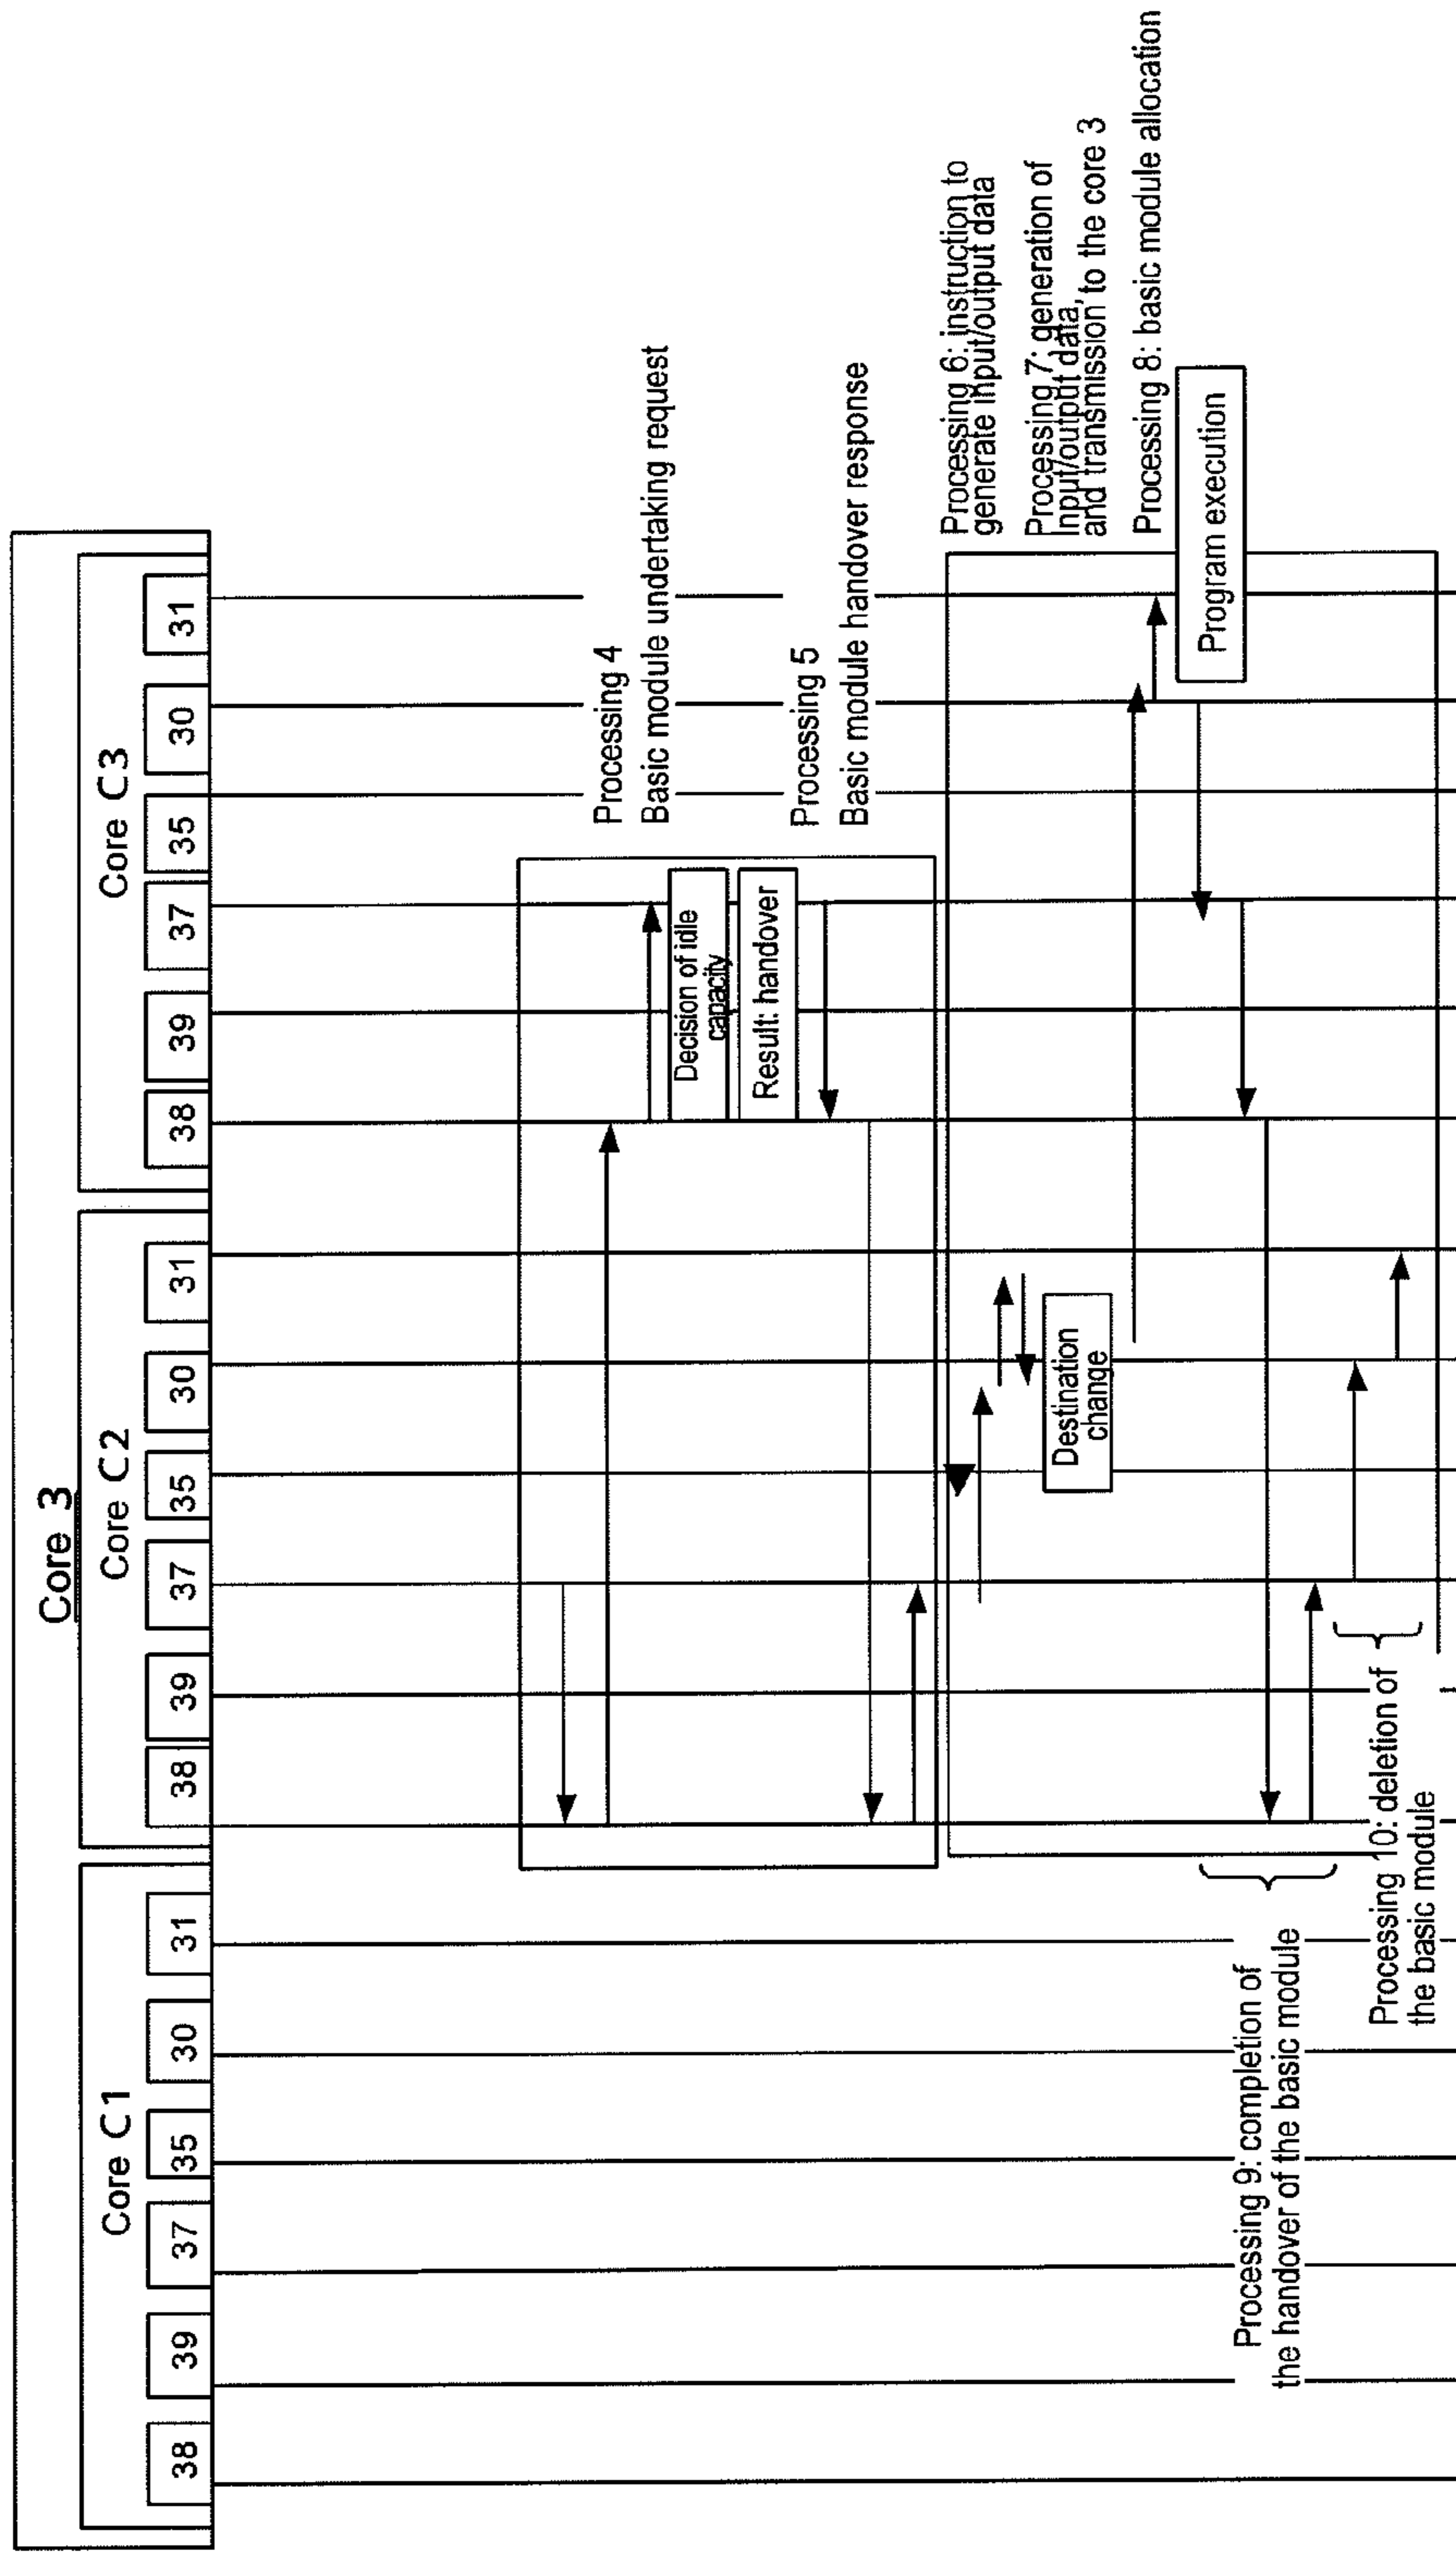 Core 3
Core C1
Core C2
Core C3
38
39
37
35
30
31
38
39
37
35
30
31
38
39
37
35
30
31
Processing 4
Basic module undertaking request
Decision of idle
capacity
Result: handover
Processing 5
Basic module handover response
Processing 6: instruction to
generate input/output data
Processing 7: generation of
Input/output data,
and transmission to the core 3
Destination
change
Processing 8: basic module allocation
Program execution
Processing 9: completion of
the handover of the basic module
Processing 10: deletion of
the basic module